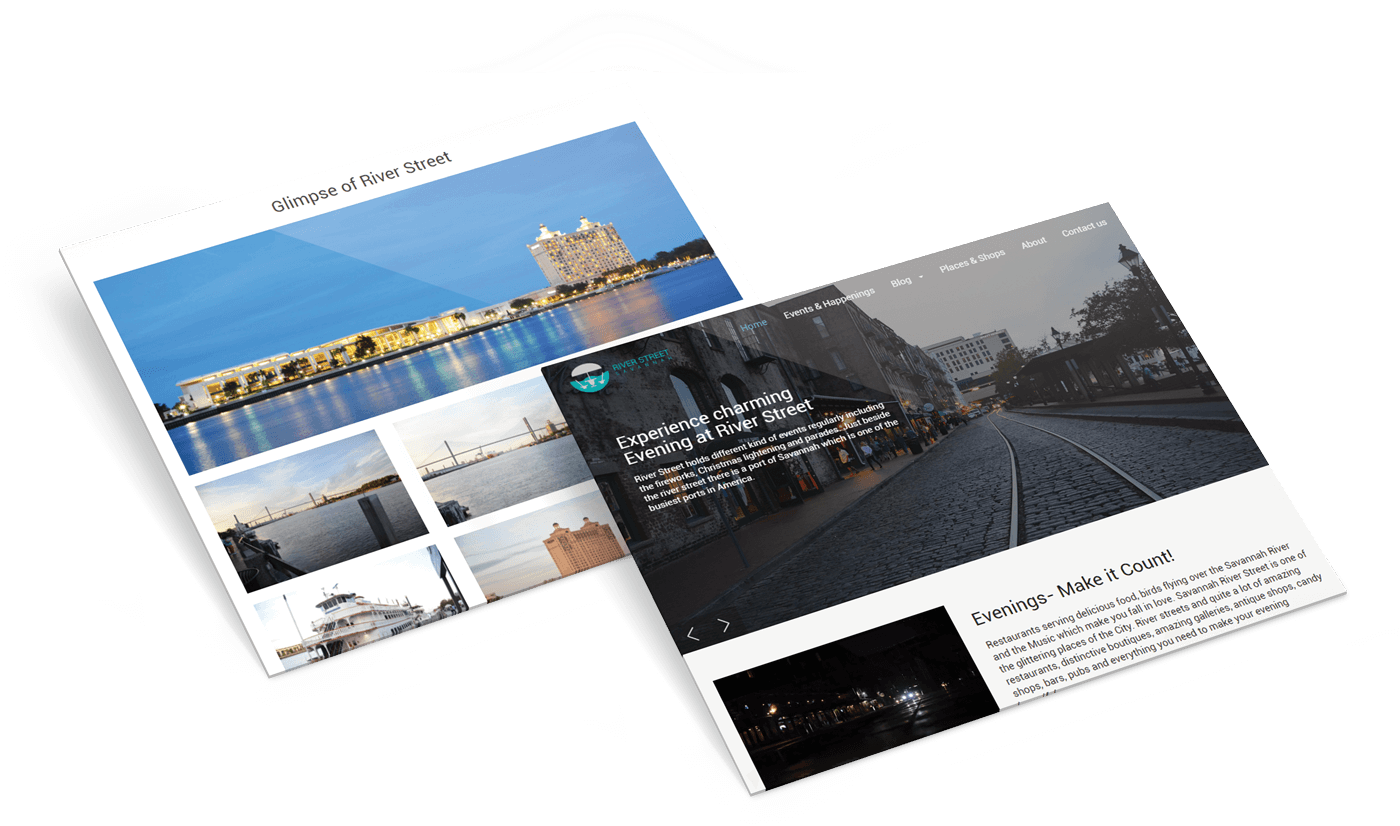 Glimpse of River Street
Home
Events & Happenings
Blog
Places & Shops
About
Contact us
RIVER STREET
SAVANNAH
Experience charming
Evening at River Street
River Street holds different kind of events regularly including
the fireworks, Christmas lightening and parades. Just beside
the river street there is a port of Savannah which is one of the
busiest ports in America.
Evenings- Make it Count!
Restaurants serving delicious food, birds flying over the Savannah River
and the Music which make you fall in love. Savannah River Street is one of
the glittering places of the City. River streets and quite a lot of amazing
restaurants, distinctive boutiques, amazing galleries, antique shops, candy
shops, bars, pubs and everything you need to make your evening